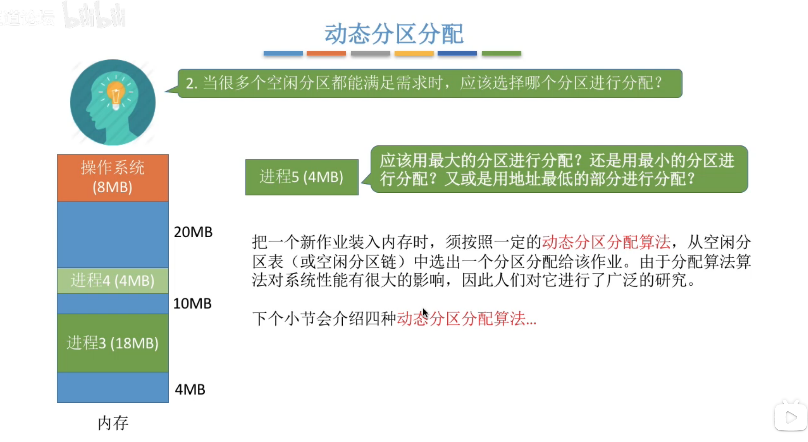 动态分区分配
2. 当很多个空闲分区都能满足需求时，应该选择哪个分区进行分配？
操作系统
(8MB)
20MB
进程4 (4MB)
10MB
进程3 (18MB)
4MB
内存
进程5 (4MB)
应该用最大的分区进行分配？还是用最小的分区进
行分配？又或是用地址最低的部分进行分配？
把一个新作业装入内存时，须按照一定的动态分区分配算法，从空闲分
区表（或空闲分区链）中选出一个分区分配给该作业。由于分配算法算
法对系统性能有很大的影响，因此人们对它进行了广泛的研究。
下个小节会介绍四种动态分区分配算法...